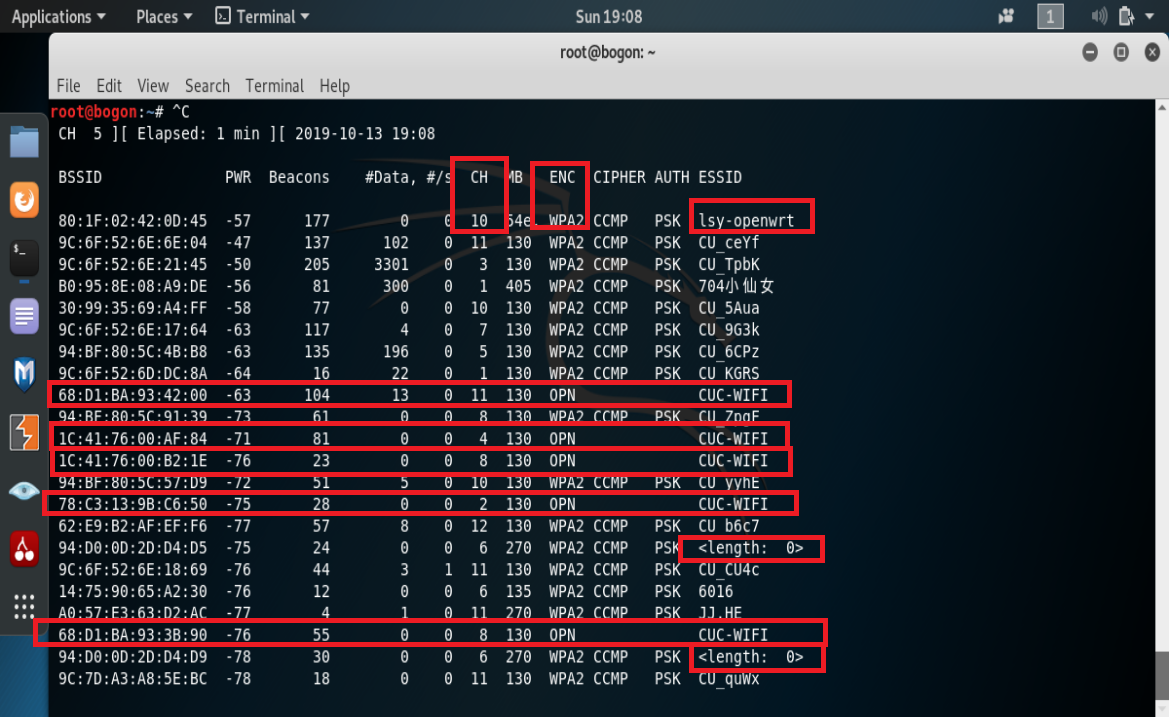 Applications Places Terminal Sun 19:08 1
root@bogon: ~
File Edit View Search Terminal Help
root@bogon:~# ^C
CH 5 ][ Elapsed: 1 min ][ 2019-10-13 19:08
BSSID PWR Beacons #Data, #/s CH MB ENC CIPHER AUTH ESSID
80:1F:02:42:0D:45 -57 177 0 0 10 54e. WPA2 CCMP PSK lsy-openwrt
9C:6F:52:6E:6E:04 -47 137 102 0 11 130 WPA2 CCMP PSK CU_ceYf
9C:6F:52:6E:21:45 -50 205 3301 0 3 130 WPA2 CCMP PSK CU_TpbK
B0:95:8E:08:A9:DE -56 81 300 0 1 405 WPA2 CCMP PSK 704小仙女
30:99:35:69:A4:FF -58 77 0 0 10 130 WPA2 CCMP PSK CU_5Aua
9C:6F:52:6E:17:64 -63 117 4 0 7 130 WPA2 CCMP PSK CU_9G3k
94:BF:80:5C:4B:B8 -63 135 196 0 5 130 WPA2 CCMP PSK CU_6CPz
9C:6F:52:6D:DC:8A -64 16 22 0 1 130 WPA2 CCMP PSK CU_KGRS
68:D1:BA:93:42:00 -63 104 13 0 11 130 OPN CUC-WIFI
94:BF:80:5C:91:39 -73 61 0 0 8 130 WPA2 CCMP PSK
1C:41:76:00:AF:84 -71 81 0 0 4 130 OPN CUC-WIFI
1C:41:76:00:B2:1E -76 23 0 0 8 130 OPN CUC-WIFI
94:BF:80:5C:57:D9 -72 51 5 0 10 130 WPA2 CCMP PSK CU_yyhE
78:C3:13:9B:C6:50 -75 28 0 0 2 130 OPN CUC-WIFI
62:E9:B2:AF:EF:F6 -77 57 8 0 12 130 WPA2 CCMP PSK CU_b6c7
94:D0:0D:2D:D4:D5 -75 24 0 0 6 270 WPA2 CCMP PSK <length: 0>
9C:6F:52:6E:18:69 -76 44 3 1 11 130 WPA2 CCMP PSK CU_CU4c
14:75:90:65:A2:30 -76 12 0 0 6 135 WPA2 CCMP PSK 6016
A0:57:E3:63:D2:AC -77 4 1 0 11 270 WPA2 CCMP PSK JJ.HE
68:D1:BA:93:3B:90 -76 55 0 0 8 130 OPN CUC-WIFI
94:D0:0D:2D:D4:D9 -78 30 0 0 6 270 WPA2 CCMP PSK <length: 0>
9C:7D:A3:A8:5E:BC -78 18 0 0 11 130 WPA2 CCMP PSK CU_quWx